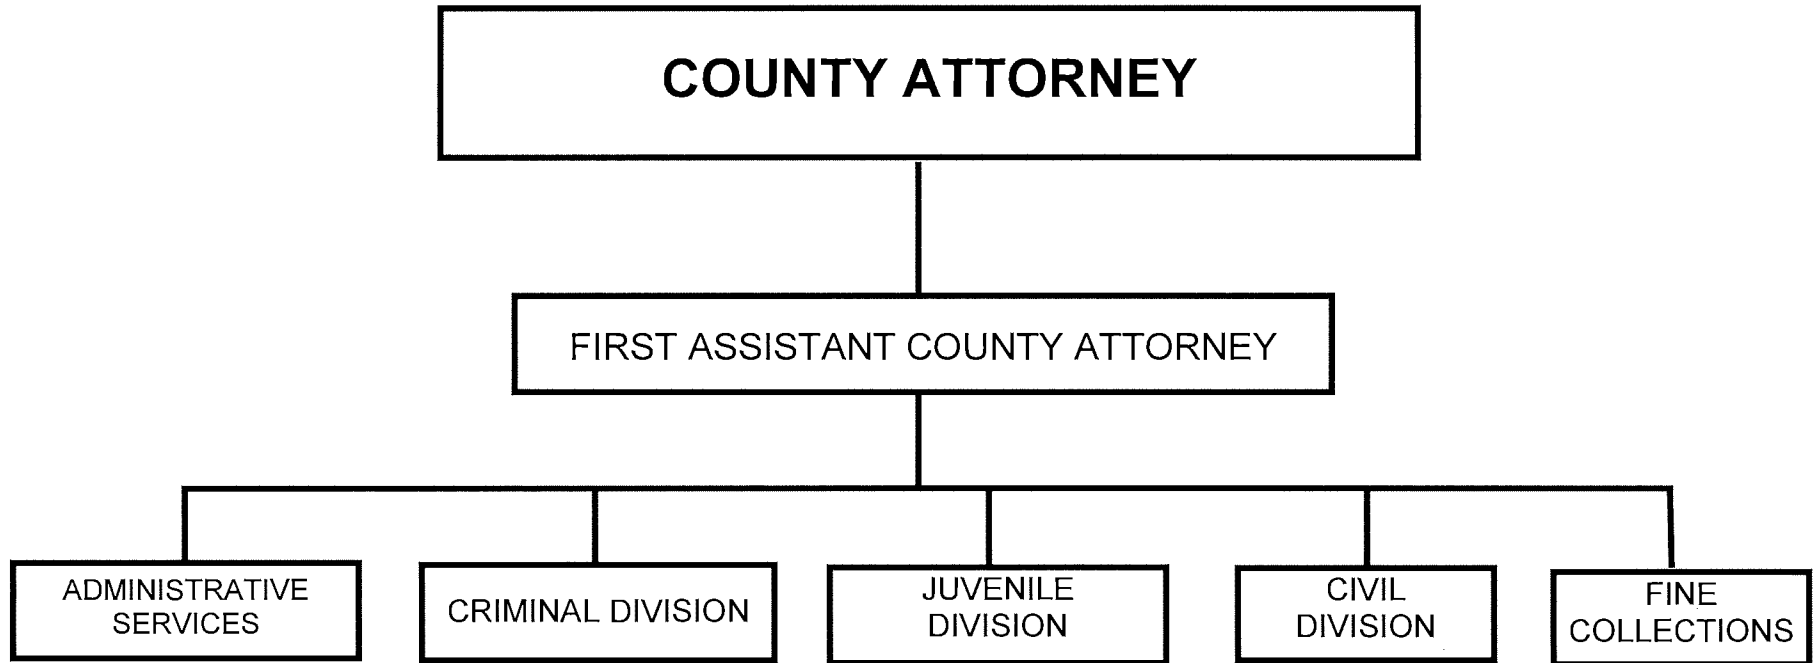 COUNTY ATTORNEY
FIRST ASSISTANT COUNTY ATTORNEY
ADMINISTRATIVE
SERVICES
CRIMINAL DIVISION
JUVENILE
DIVISION
CIVIL
DIVISION
FINE
COLLECTIONS